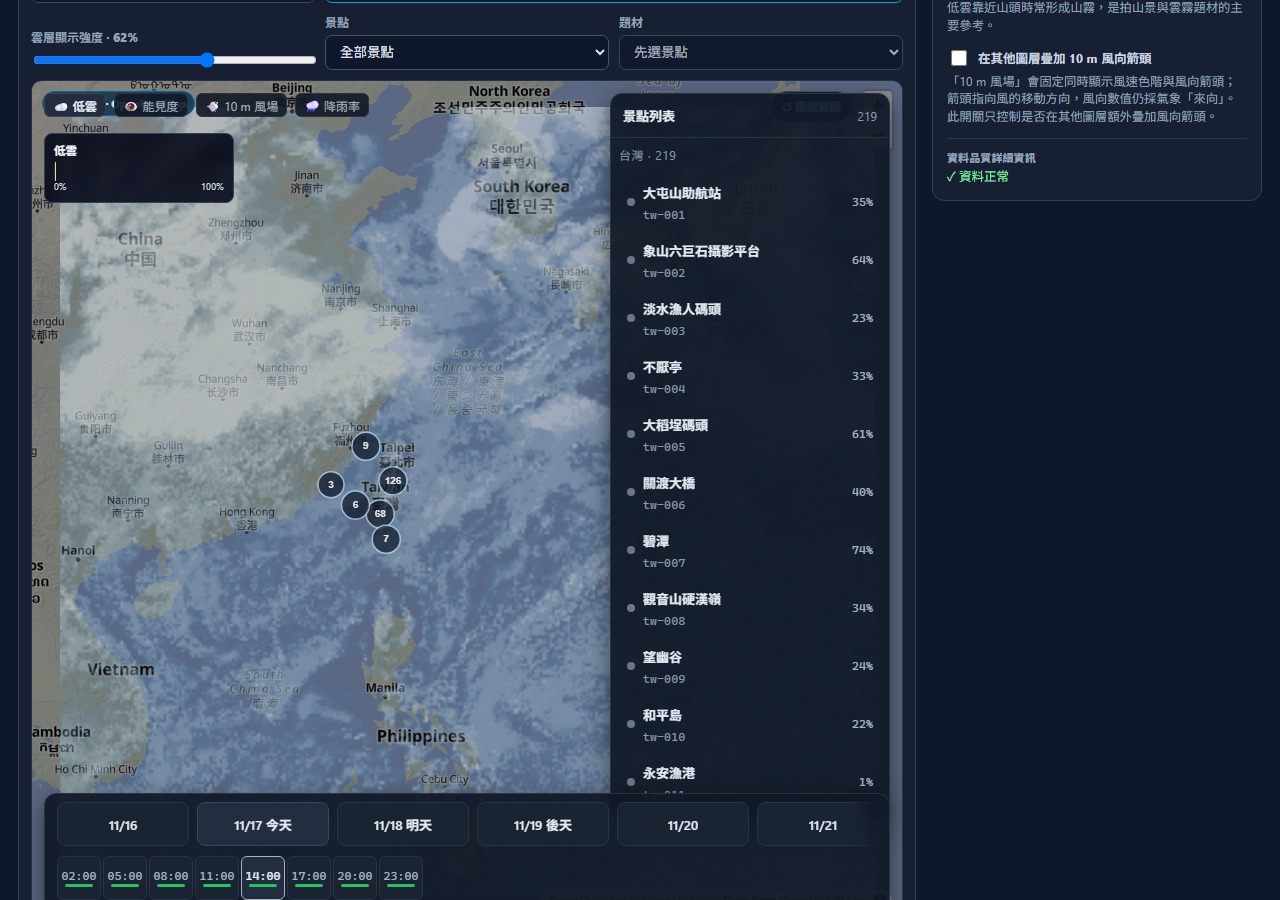 雲層顯示強度 · 62%
景點
全部景點
題材
先選景點
低雲
能見度
10 m 風場
降雨率
低雲
0%
100%
Beijing
North Korea
조선민주주의인민공화국
Yinchuan
Seoul
서울특별시
South Korea
대한민국
Jinan
济南市
Zhengzhou
郑州市
China
中国
Nagasaki
長崎市
Nanjing
南京市
Shanghai
上海市
Wuhan
武汉市
East
China Sea
东海 / 東海
/ 東シナ海
/ 동중국해
Nanchang
南昌市
Changsha
长沙市
Guiyang
贵阳市
Guilin
桂林市
Fuzhou
Taipei
臺北市
9
3
126
6
68
7
Nanning
南宁市
Hong Kong
香港
Hanoi
Vietnam
South
China Sea
南海
Manila
Philippines
Ho Chi Minh City
Cebu City
景點列表
219
台灣 · 219
大屯山助航站
tw-001
35%
象山六巨石攝影平台
tw-002
64%
淡水漁人碼頭
tw-003
23%
不厭亭
tw-004
33%
大稻埕碼頭
tw-005
61%
關渡大橋
tw-006
40%
碧潭
tw-007
74%
觀音山硬漢嶺
tw-008
34%
望幽谷
tw-009
24%
和平島
tw-010
22%
永安漁港
1%
11/16
11/17 今天
11/18 明天
11/19 後天
11/20
11/21
02:00
05:00
08:00
11:00
14:00
17:00
20:00
23:00
低雲靠近山頭時常形成山霧，是拍山景與雲霧題材的主
要參考。
在其他圖層疊加 10 m 風向箭頭
「10 m 風場」會固定同時顯示風速色階與風向箭頭；
箭頭指向風的移動方向，風向數值仍採氣象「來向」。
此開關只控制是否在其他圖層額外疊加風向箭頭。
資料品質詳細資訊
✓ 資料正常